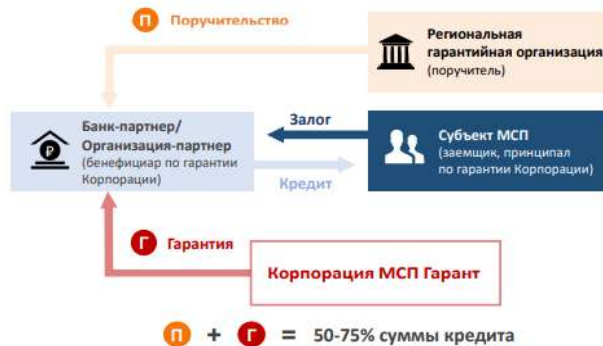 П Поручительство
Региональная
гарантийная организация
(поручитель)
Банк-партнер/
Организация-партнер
(бенефициар по гарантии
Корпорации)
₽
Залог
Кредит
Субъект МСП
(заемщик, принципал
по гарантии Корпорации)
Г Гарантия
Корпорация МСП Гарант
П + Г = 50-75% суммы кредита